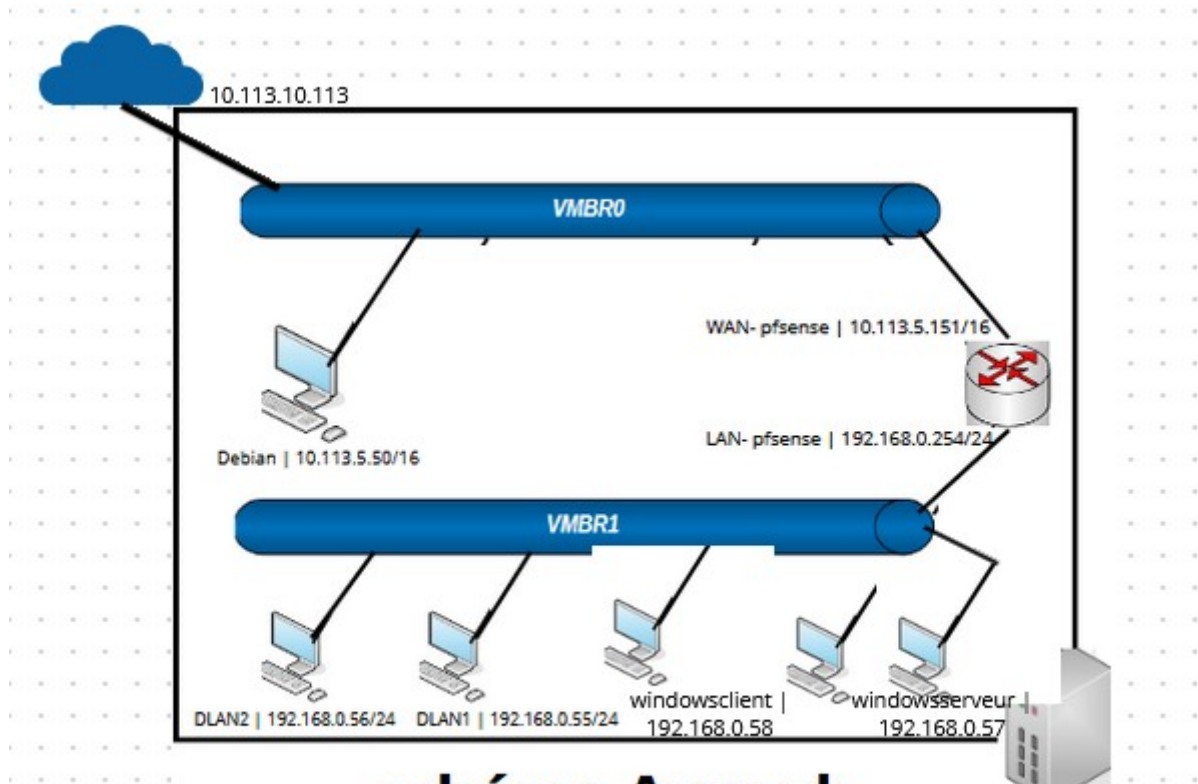 10.113.10.113
VMBR0
WAN- pfsense | 10.113.5.151/16
LAN- pfsense | 192.168.0.254/24
Debian | 10.113.5.50/16
VMBR1
DLAN2 | 192.168.0.56/24
DLAN1 | 192.168.0.55/24
windowsclient |
192.168.0.58
windowsserveur |
192.168.0.57